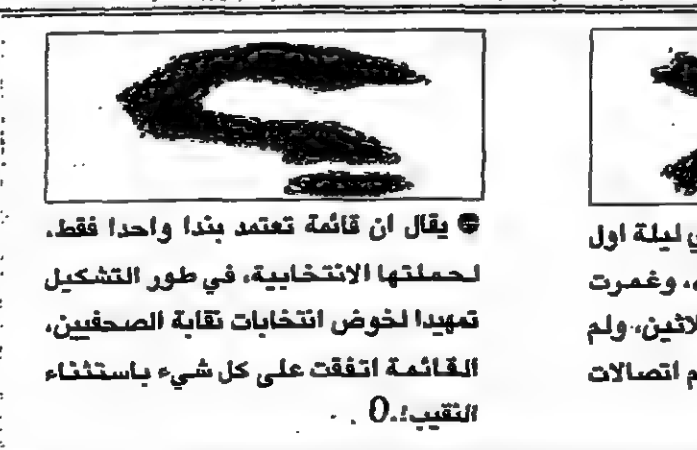 ● يقال ان قائمة تعتمد بندا واحدا فقط،
لحملتها الانتخابية، في طور التشكيل
تمهيدا لخوض انتخابات نقابة الصحفيين،
القائمة اتفقت على كل شيء باستثناء
النقيب!.O
ليلة اول
وغمرت
ولم
اتصالات